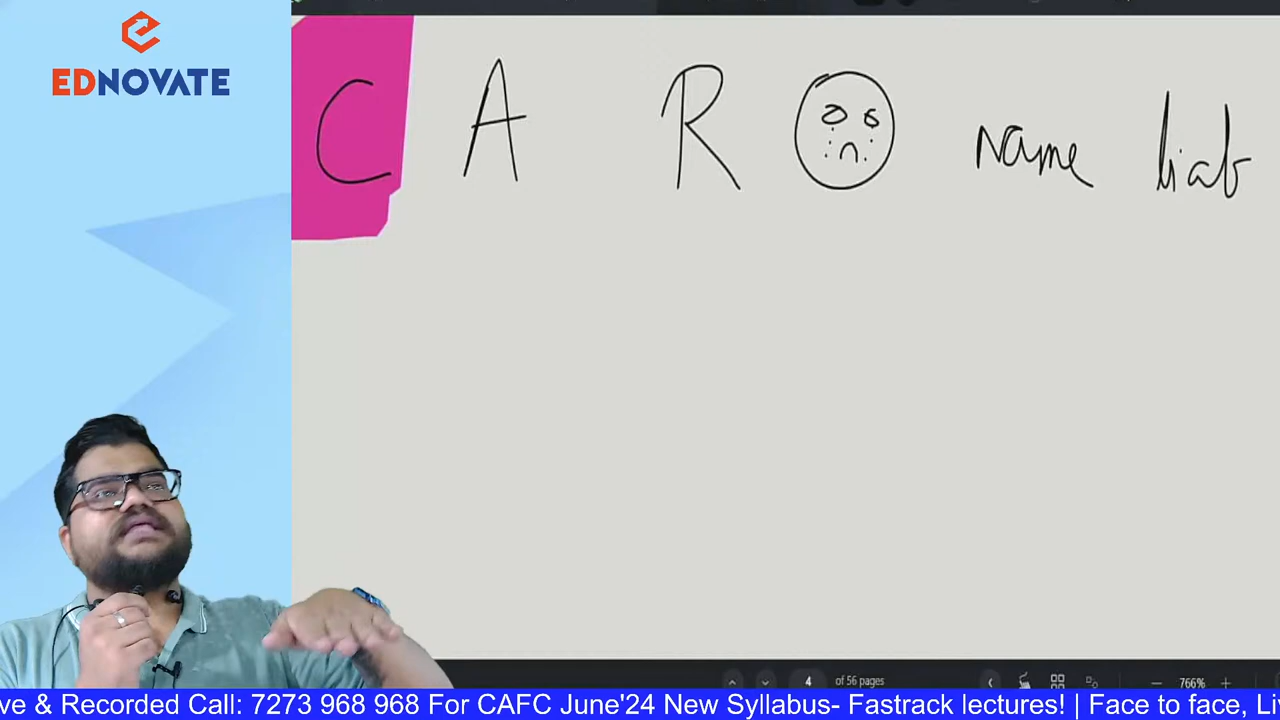 EDNOVATE
C A R name liab
4 of 56 pages 766%
ve & Recorded Call: 7273 968 968 For CAFC June'24 New Syllabus- Fastrack lectures! | Face to face, Li